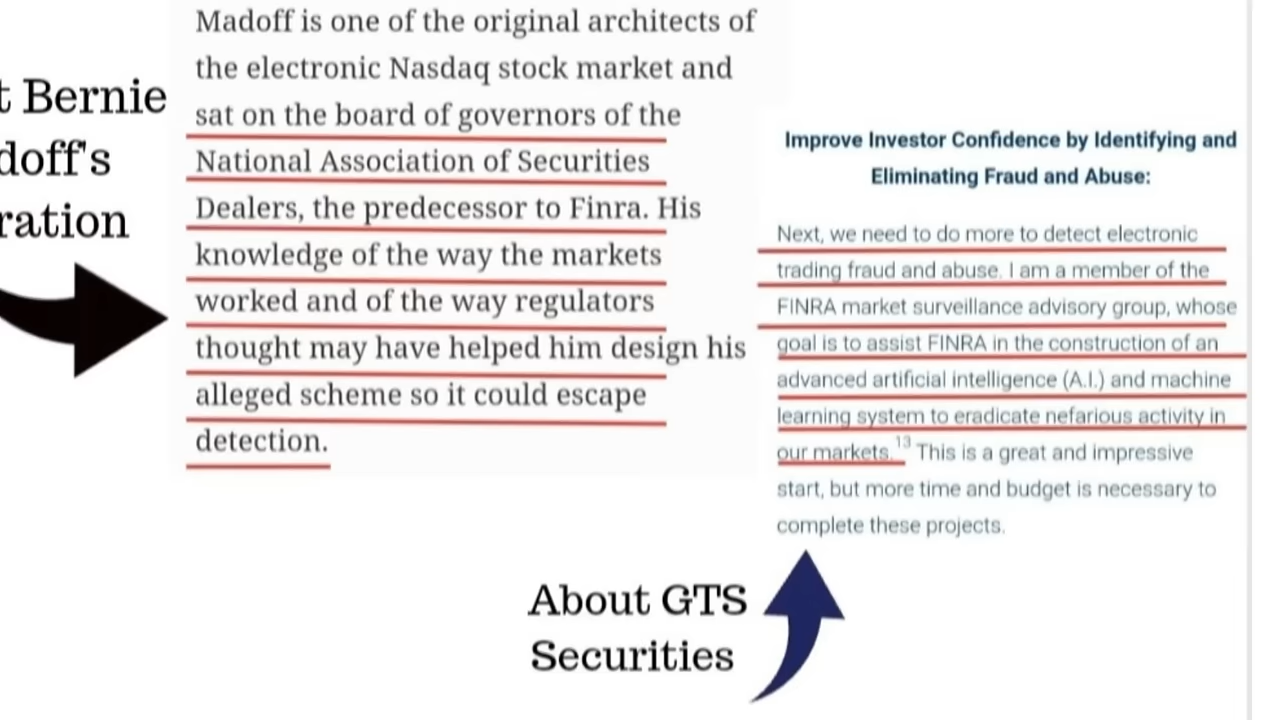 t Bernie
doff's
ration
Madoff is one of the original architects of
the electronic Nasdaq stock market and
sat on the board of governors of the
National Association of Securities
Dealers, the predecessor to Finra. His
knowledge of the way the markets
worked and of the way regulators
thought may have helped him design his
alleged scheme so it could escape
detection.
Improve Investor Confidence by Identifying and
Eliminating Fraud and Abuse:
Next, we need to do more to detect electronic
trading fraud and abuse. I am a member of the
FINRA market surveillance advisory group, whose
goal is to assist FINRA in the construction of an
advanced artificial intelligence (A.I.) and machine
learning system to eradicate nefarious activity in
our markets.13 This is a great and impressive
start, but more time and budget is necessary to
complete these projects.
About GTS
Securities